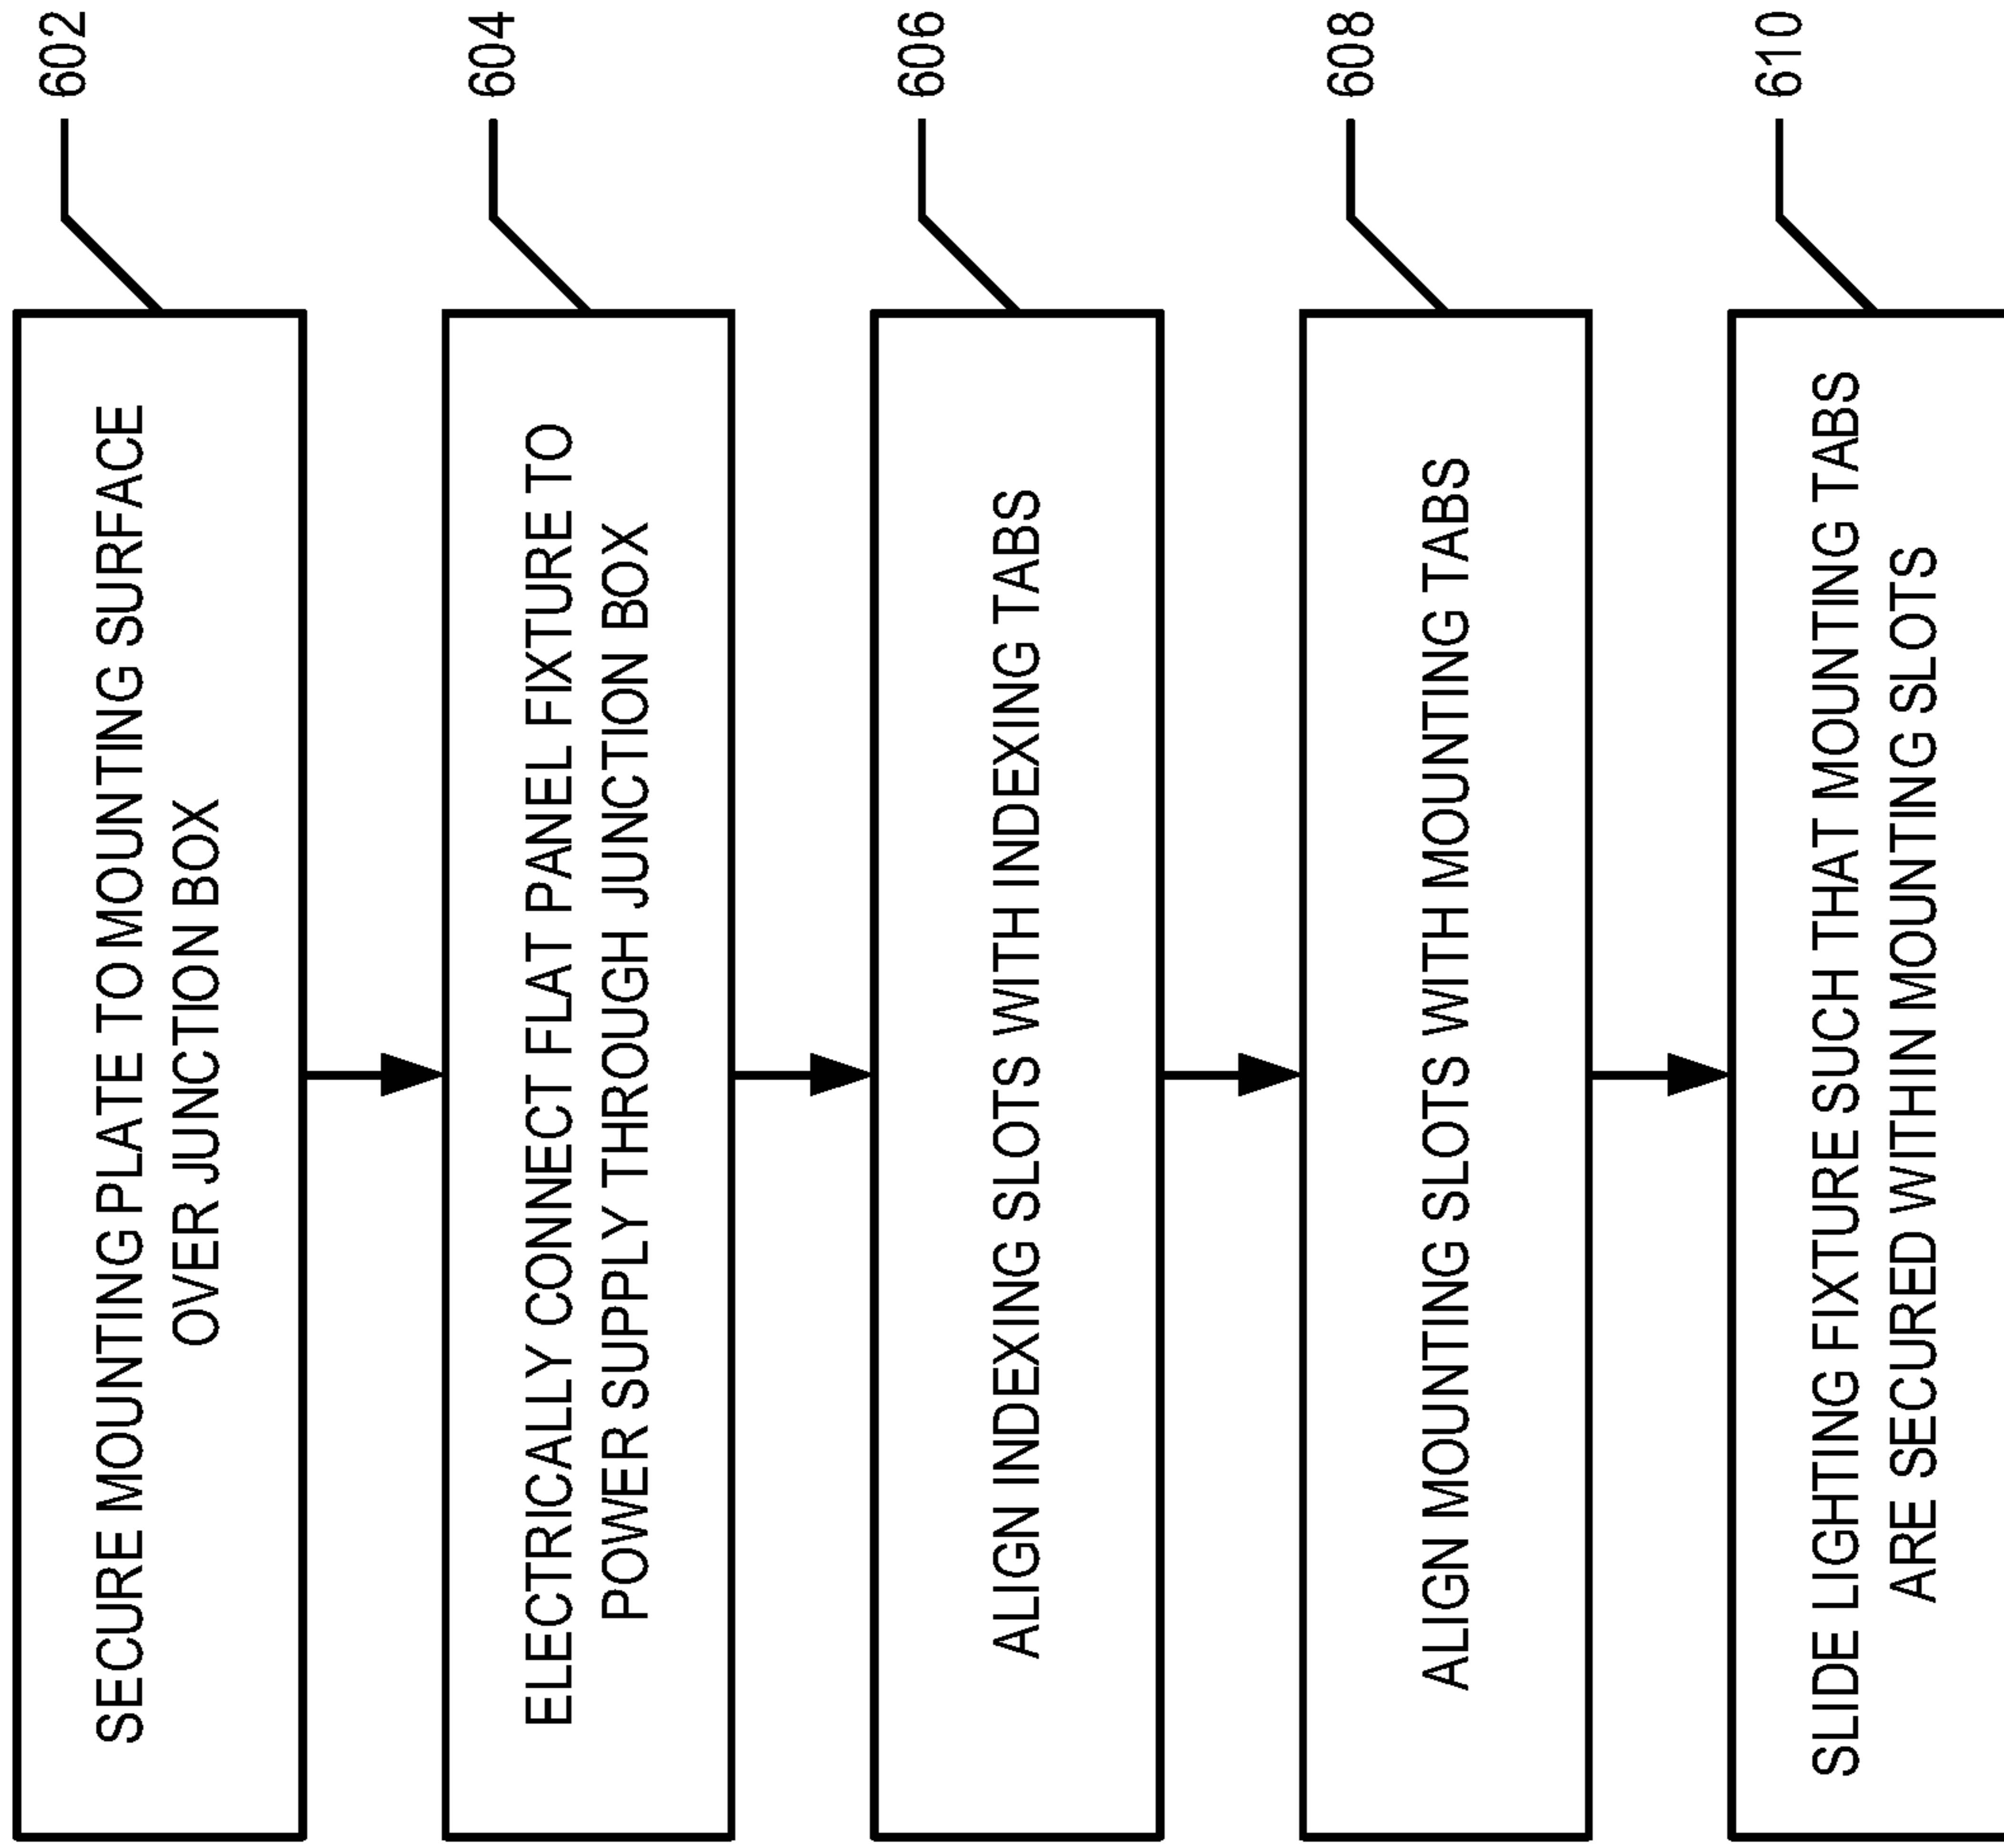 602
SECURE MOUNTING PLATE TO MOUNTING SURFACE
OVER JUNCTION BOX
604
ELECTRICALLY CONNECT FLAT PANEL FIXTURE TO
POWER SUPPLY THROUGH JUNCTION BOX
606
ALIGN INDEXING SLOTS WITH INDEXING TABS
608
ALIGN MOUNTING SLOTS WITH MOUNTING TABS
610
SLIDE LIGHTING FIXTURE SUCH THAT MOUNTING TABS
ARE SECURED WITHIN MOUNTING SLOTS